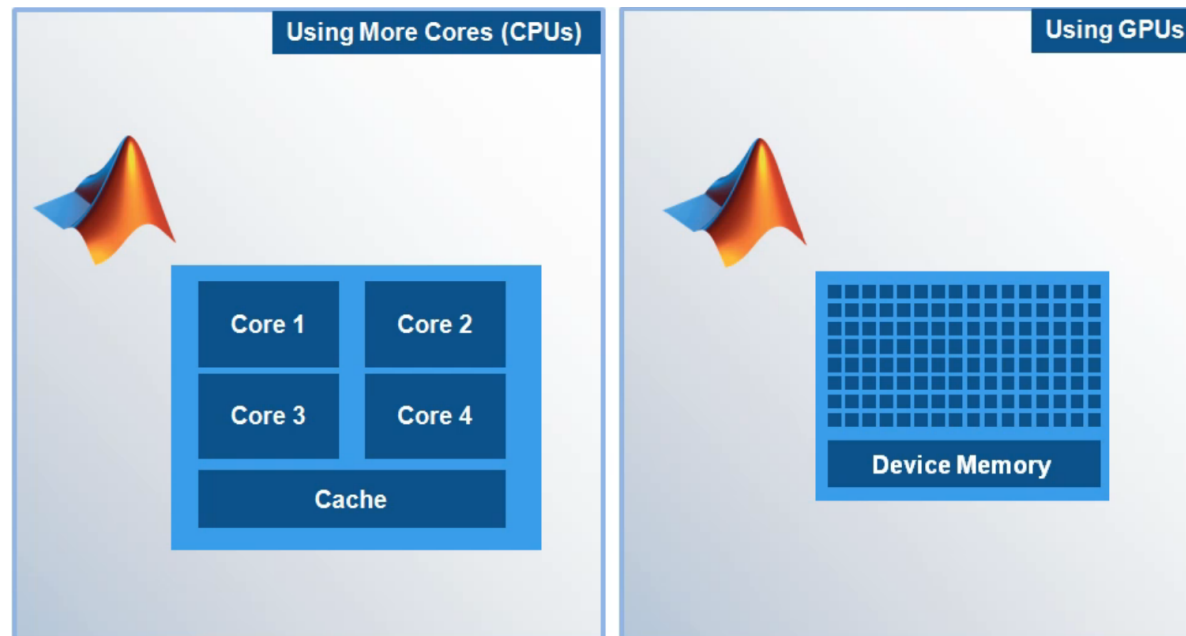 Using More Cores (CPUs)
Core 1
Core 2
Core 3
Core 4
Cache
Using GPUs
Device Memory